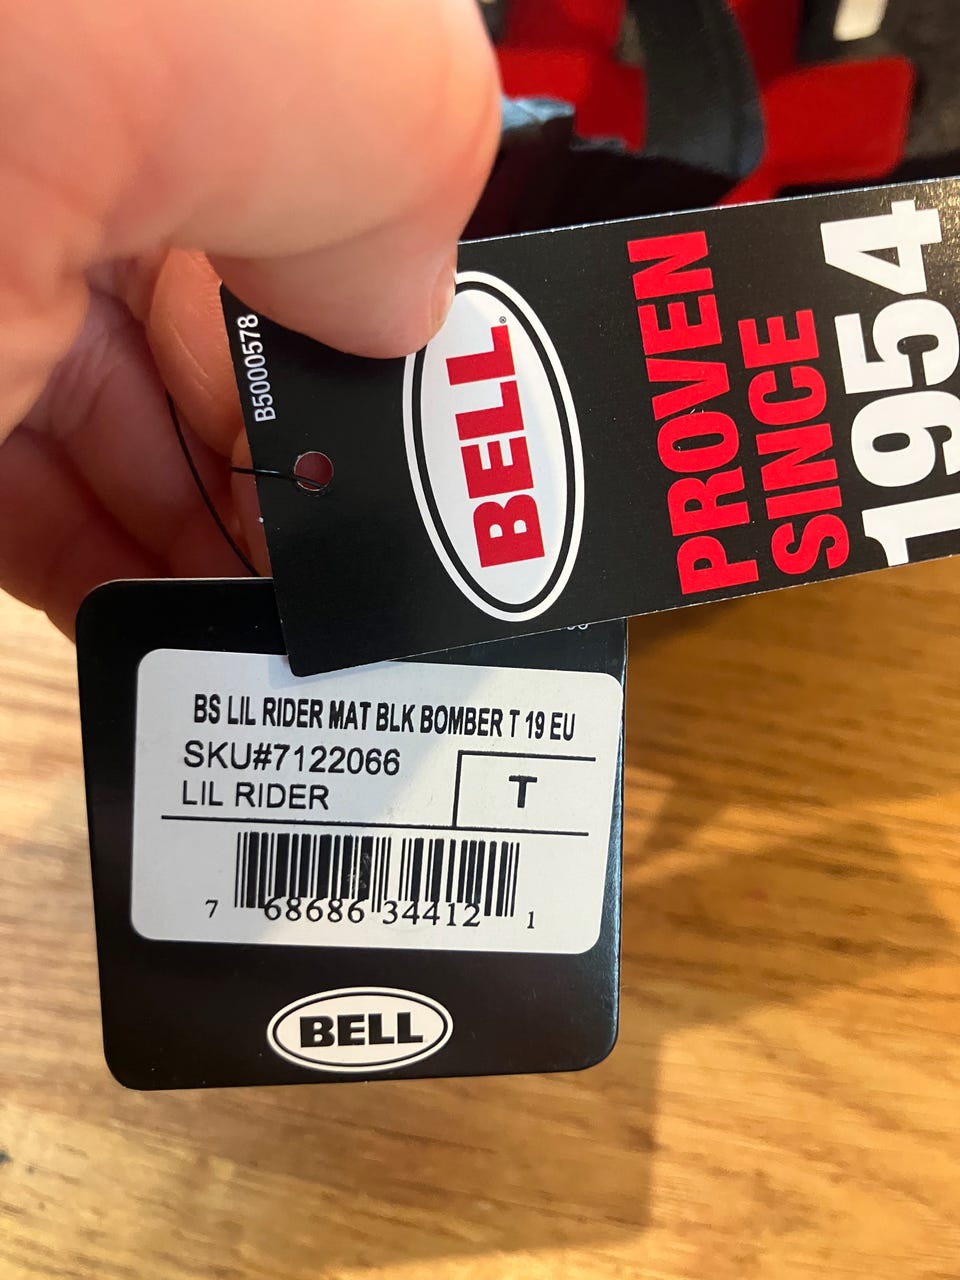 B5000578
BELL
PROVEN
SINCE
1954
BS LIL RIDER MAT BLK BOMBER T 19 EU
SKU#7122066
LIL RIDER
T
7 68686 34412 1
BELL